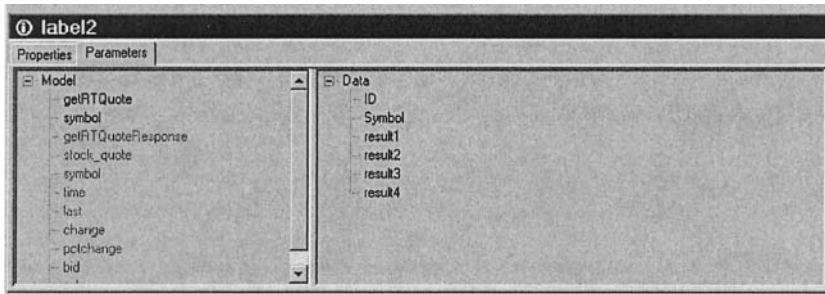 label2
Properties Parameters
Model
getRTQuote
symbol
getRTQuoteResponse
stock_quote
symbol
time
last
change
pctchange
bid
Data
ID
Symbol
result1
result2
result3
result4